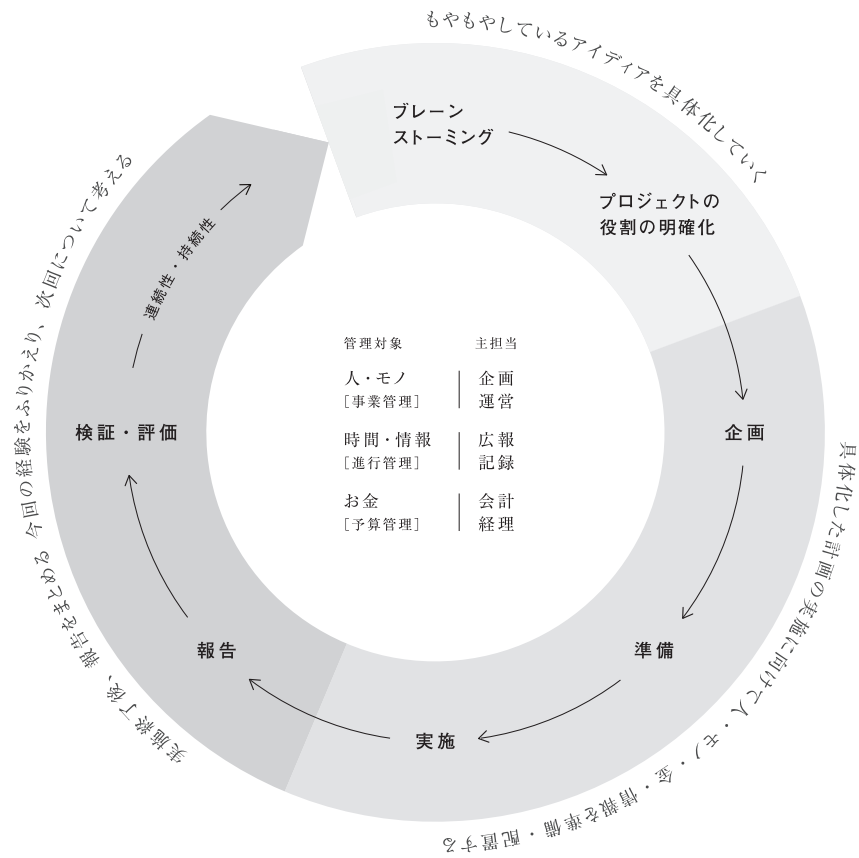 もやもやしているアイディアを具体化していく
ブレーン
ストーミング
プロジェクトの
役割の明確化
企画
具体化した計画の実施に向けて人・モノ・金・情報を準備・配置する
準備
実施
報告
実施終了後、報告をまとめる
検証・評価
今回の経験をふりかえり、次回について考える
連続性・持続性
管理対象 主担当
人・モノ 企画
[事業管理] 運営
時間・情報 広報
[進行管理] 記録
お金 会計
[予算管理] 経理